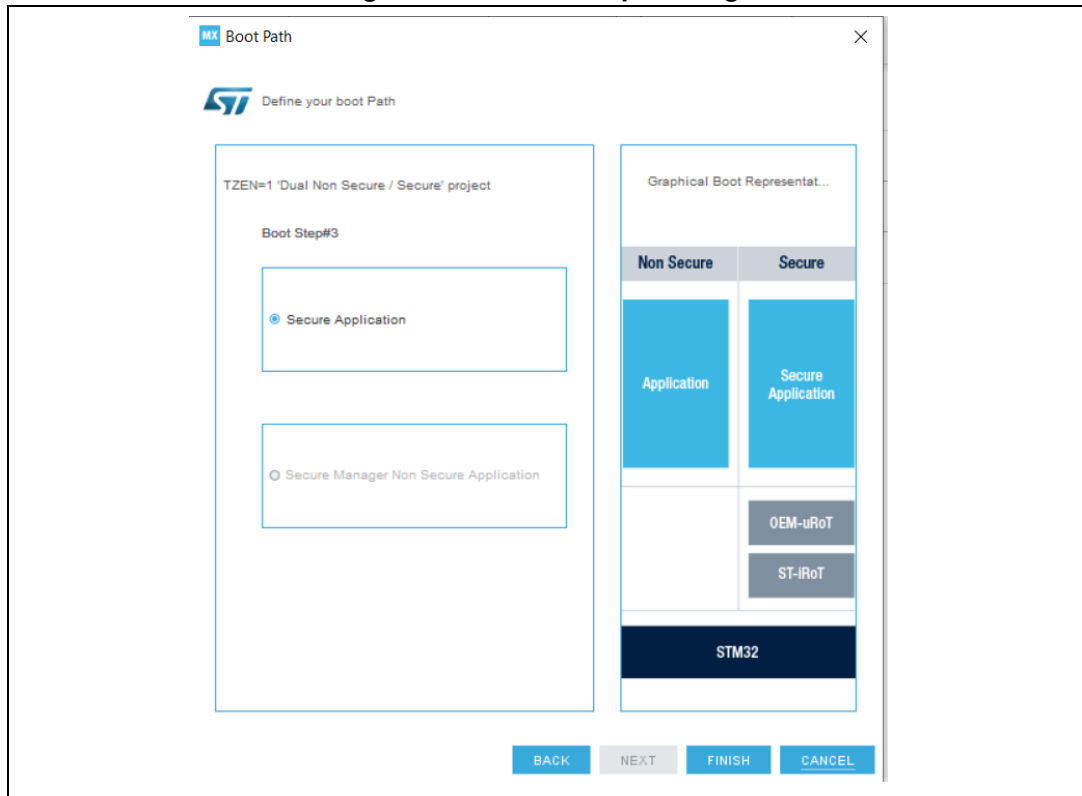 MX Boot Path
ST Define your boot Path
TZEN=1 'Dual Non Secure / Secure' project
Boot Step#3
Secure Application
Secure Manager Non Secure Application
Graphical Boot Representat...
Non Secure Secure
Application
Secure
Application
OEM-uRoT
ST-iRoT
STM32
BACK NEXT FINISH CANCEL